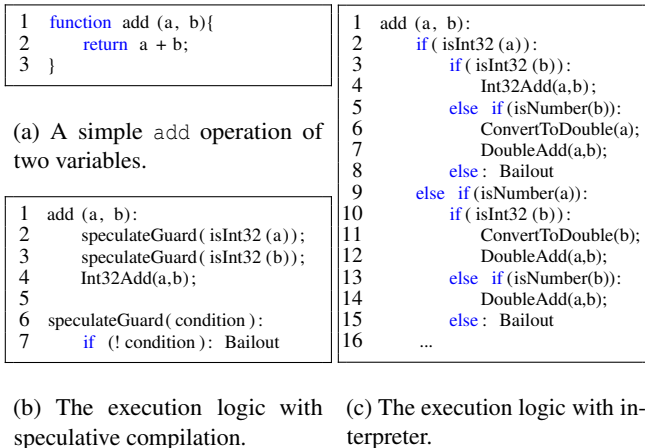 1 function add (a, b){
2 return a + b;
3 }
(a) A simple add operation of
two variables.
1 add (a, b):
2 speculateGuard( isInt32 (a));
3 speculateGuard( isInt32 (b));
4 Int32Add(a,b);
5
6 speculateGuard( condition ):
7 if (! condition ): Bailout
(b) The execution logic with
speculative compilation.
1 add (a, b):
2 if( isInt32 (a)):
3 if( isInt32 (b)):
4 Int32Add(a,b);
5 else if(isNumber(b)):
6 ConvertToDouble(a);
7 DoubleAdd(a,b);
8 else: Bailout
9 else if(isNumber(a)):
10 if( isInt32 (b)):
11 ConvertToDouble(b);
12 DoubleAdd(a,b);
13 else if(isNumber(b)):
14 DoubleAdd(a,b);
15 else: Bailout
16 ...
(c) The execution logic with in-
terpreter.